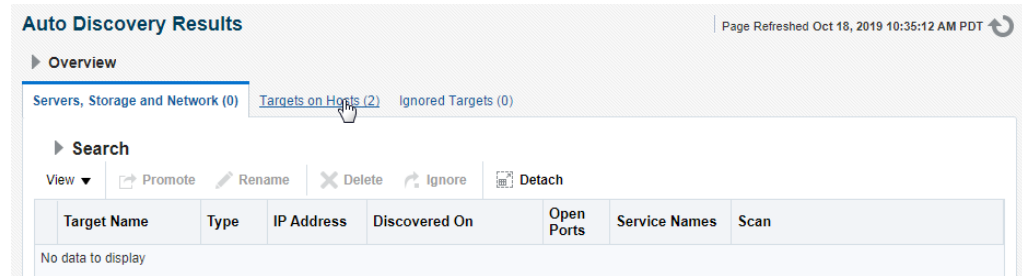 Auto Discovery Results
Page Refreshed Oct 18, 2019 10:35:12 AM PDT
Overview
Servers, Storage and Network (0) Targets on Hosts (2) Ignored Targets (0)
Search
View Promote Rename Delete Ignore Detach
Target Name Type IP Address Discovered On Open Ports Service Names Scan
No data to display